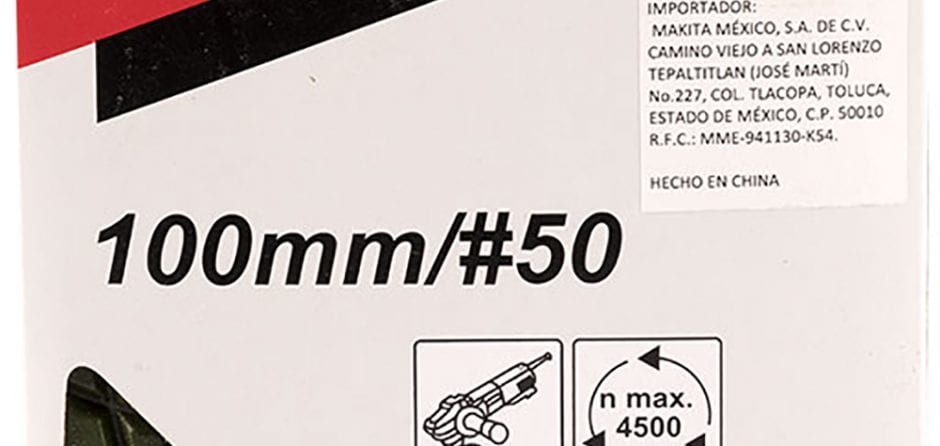 IMPORTADOR:
MAKITA MÉXICO, S.A. DE C.V.
CAMINO VIEJO A SAN LORENZO
TEPALTITLAN (JOSÉ MARTÍ)
No.227, COL. TLACOPA, TOLUCA,
ESTADO DE MÉXICO, C.P. 50010
R.F.C.: MME-941130-K54.
HECHO EN CHINA
100mm/#50
n max.
4500